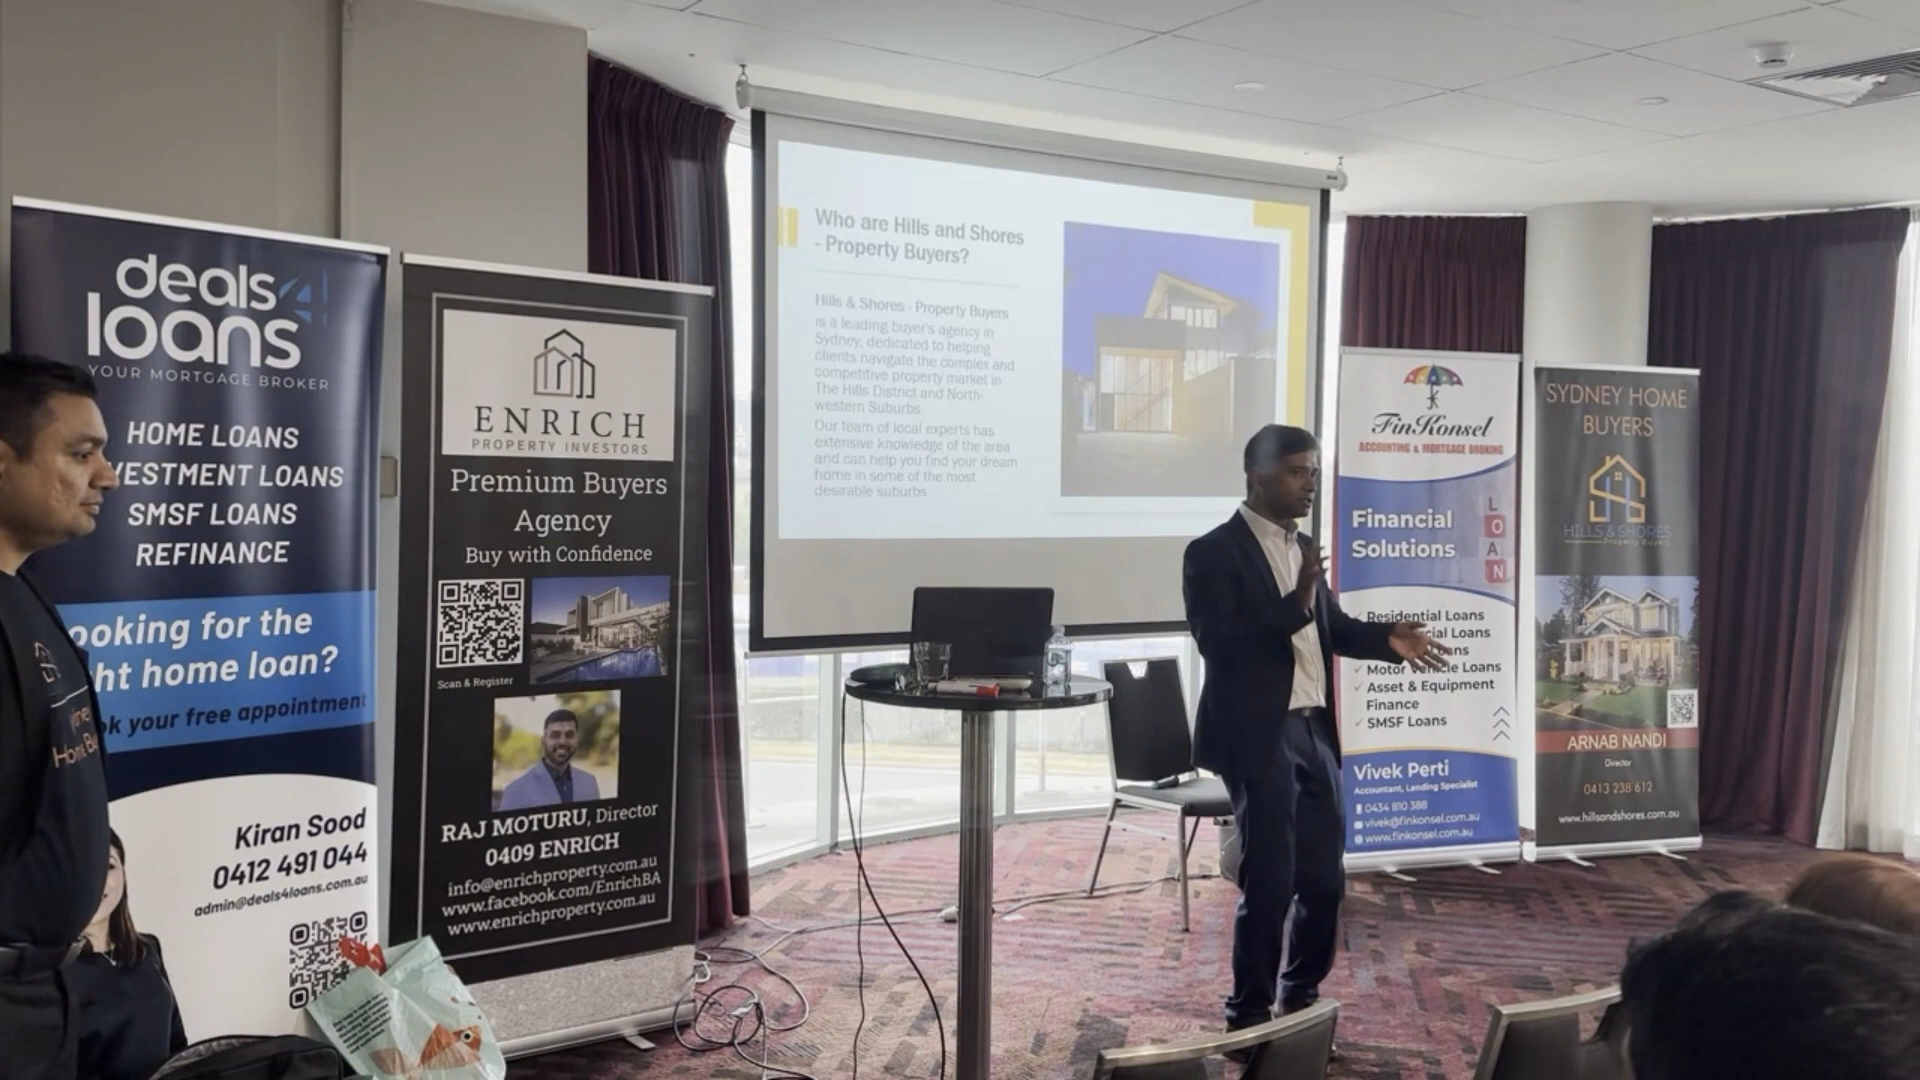 deals4
loans
YOUR MORTGAGE BROKER
HOME LOANS
VESTMENT LOANS
SMSF LOANS
REFINANCE
ooking for the
ht home loan?
ok your free appointment
Kiran Sood
0412 491 044
admin@deals4loans.com.au
ENRICH
PROPERTY INVESTORS
Premium Buyers
Agency
Buy with Confidence
Scan & Register
RAJ MOTURU, Director
0409 ENRICH
info@enrichproperty.com.au
www.facebook.com/EnrichBA
www.enrichproperty.com.au
Who are Hills and Shores
- Property Buyers?
Hills & Shores - Property Buyers
is a leading buyer's agency in
Sydney, dedicated to helping
clients navigate the complex and
competitive property market in
The Hills District and North-
western Suburbs.
Our team of local experts has
extensive knowledge of the area
and can help you find your dream
home in some of the most
desirable suburbs.
FinKonsel
ACCOUNTING & MORTGAGE BROKING
Financial
Solutions
LOAN
Residential Loans
cial Loans
oans
Motor Vehicle Loans
Asset & Equipment
Finance
SMSF Loans
Vivek Perti
Accountant, Lending Specialist
0434 810 388
vivek@finkonsel.com.au
www.finkonsel.com.au
SYDNEY HOME
BUYERS
HILLS & SHORES
Property Buyers
ARNAB NANDI
Director
0413 238 612
www.hillsandshores.com.au